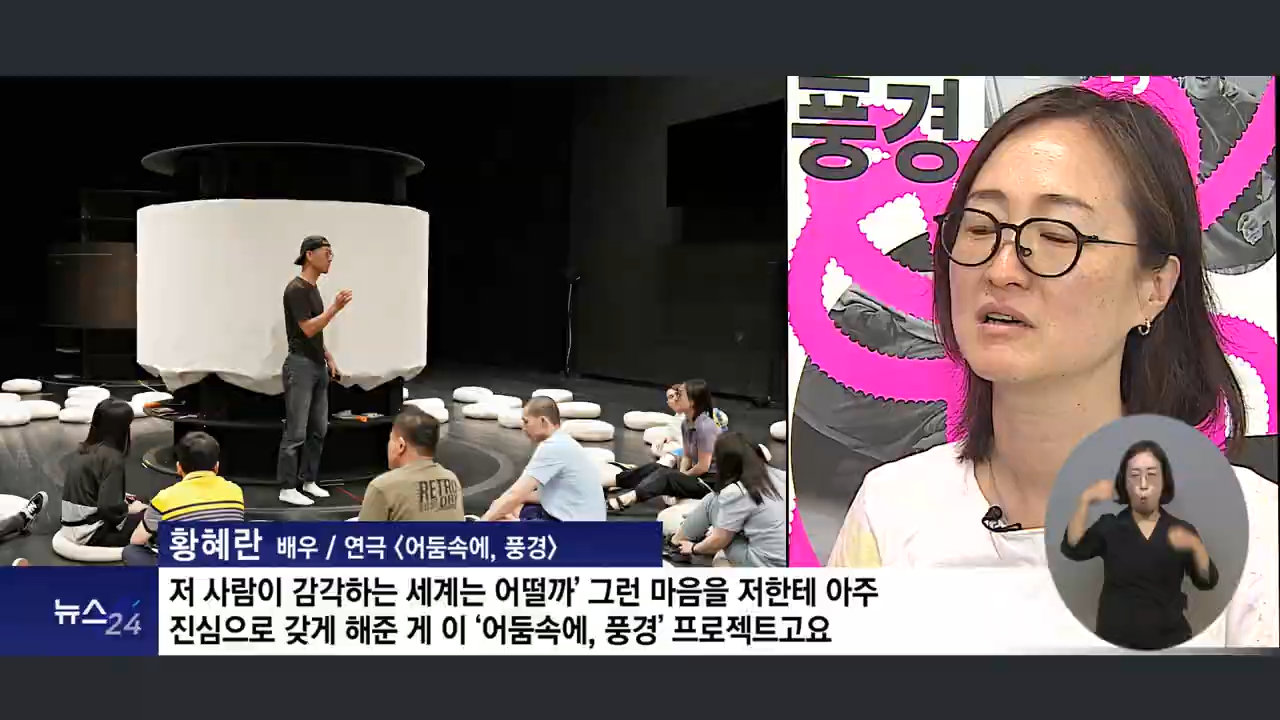 풍경
RETRO
황혜란 배우 / 연극 〈어둠속에, 풍경〉
저 사람이 감각하는 세계는 어떨까’ 그런 마음을 저한테 아주
뉴스24
진심으로 갖게 해준 게 이 ‘어둠속에, 풍경’ 프로젝트고요